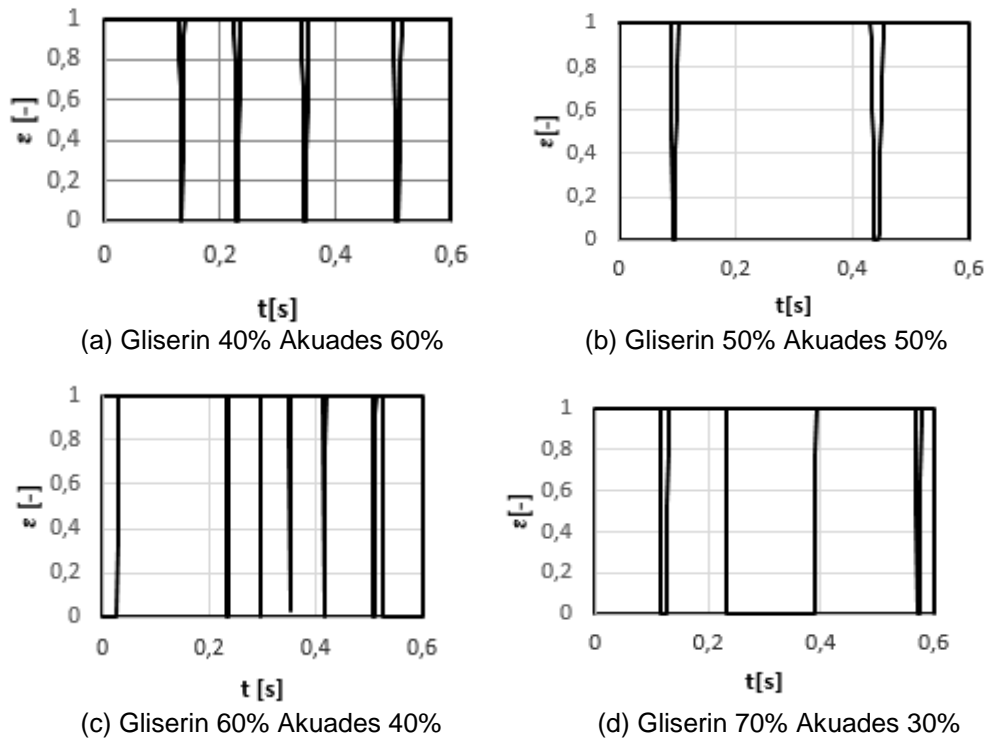 1
0,8
0,6
0,4
0,2
0
ε [-]
0 0,2 0,4 0,6
t[s]
(a) Gliserin 40% Akuades 60%
1
0,8
0,6
0,4
0,2
0
ε[-]
0 0,2 0,4 0,6
t[s]
(b) Gliserin 50% Akuades 50%
1
0,8
0,6
0,4
0,2
0
ε [-]
0 0,2 0,4 0,6
t [s]
(c) Gliserin 60% Akuades 40%
1
0,8
0,6
0,4
0,2
0
ε[-]
0 0,2 0,4 0,6
t[s]
(d) Gliserin 70% Akuades 30%